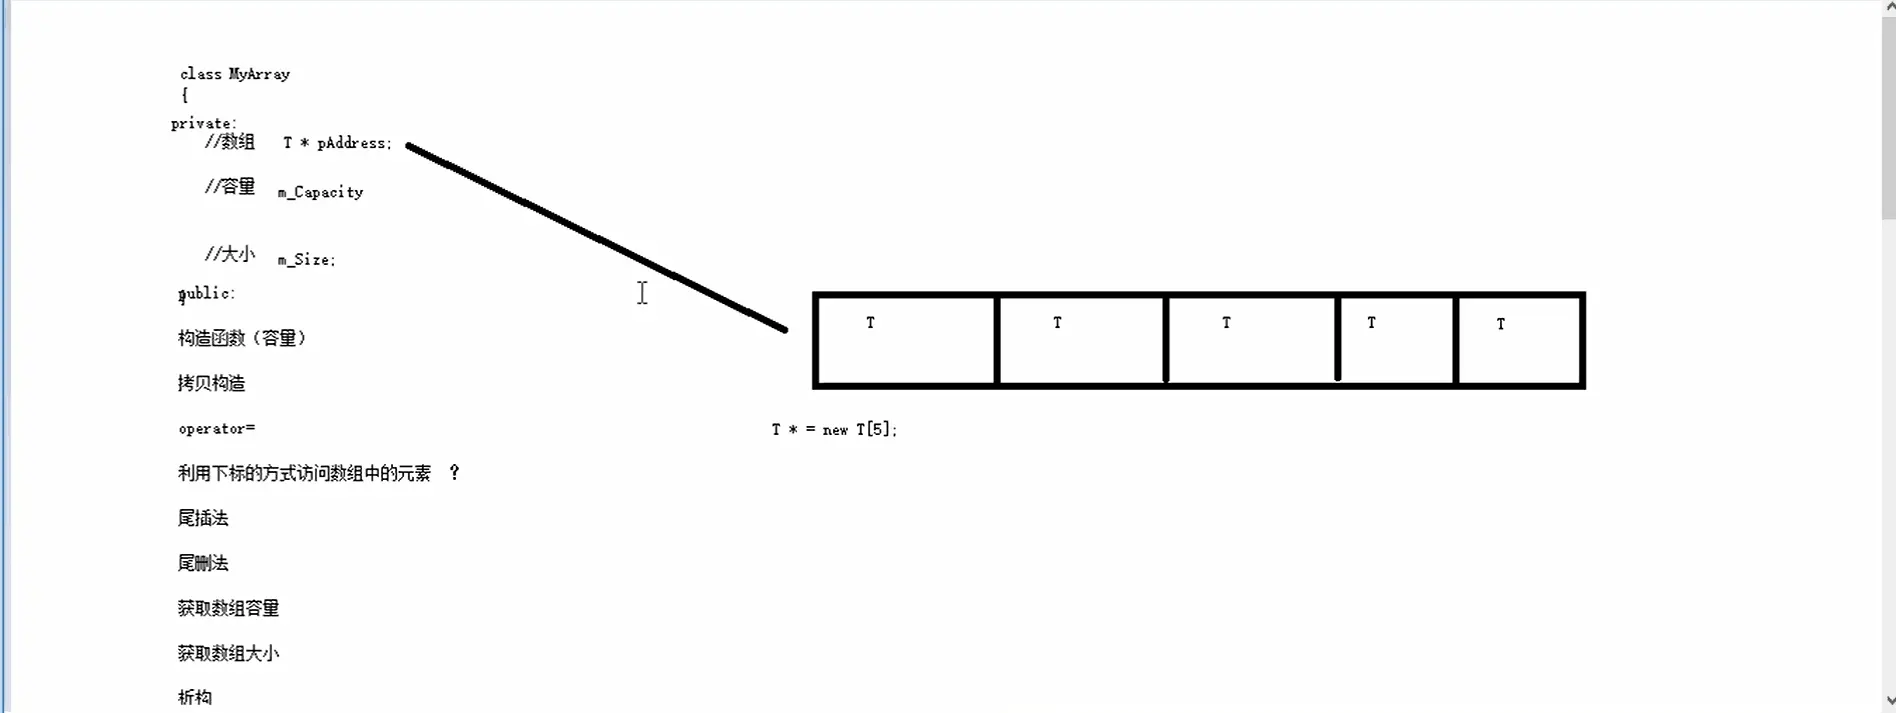 class MyArray
{
private:
//数组 T * pAddress;
//容量 m_Capacity
//大小 m_Size;
public:
构造函数（容量）
拷贝构造
operator=
利用下标的方式访问数组中的元素 ?
尾插法
尾删法
获取数组容量
获取数组大小
析构
T T T T T
T * = new T[5];